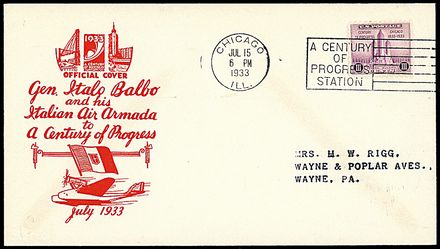 1933
OFFICIAL COVER
Gen. Italo Balbo
and his
Italian Air Armada
to
A Century of Progress
July 1933
CHICAGO
JUL 15
6 PM
1933
ILL.
A CENTURY
OF
PROGRESS
STATION
U.S. POSTAGE
MRS. M. W. RIGG,
WAYNE & POPLAR AVES.,
WAYNE, PA.